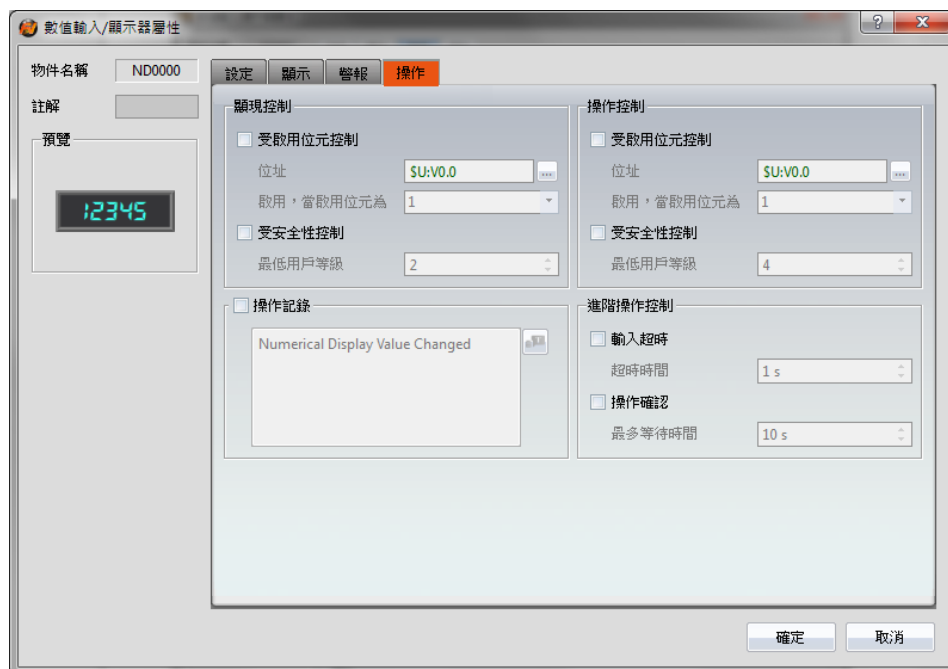 數值輸入/顯示器屬性
物件名稱 ND0000
註解
預覽
12345
設定 顯示 警報 操作
顯現控制
受啟用位元控制
位址 $U:V0.0 ...
啟用，當啟用位元為 1
受安全性控制
最低用戶等級 2
操作控制
受啟用位元控制
位址 $U:V0.0 ...
啟用，當啟用位元為 1
受安全性控制
最低用戶等級 4
操作記錄
Numerical Display Value Changed
進階操作控制
輸入超時
超時時間 1 s
操作確認
最多等待時間 10 s
確定 取消